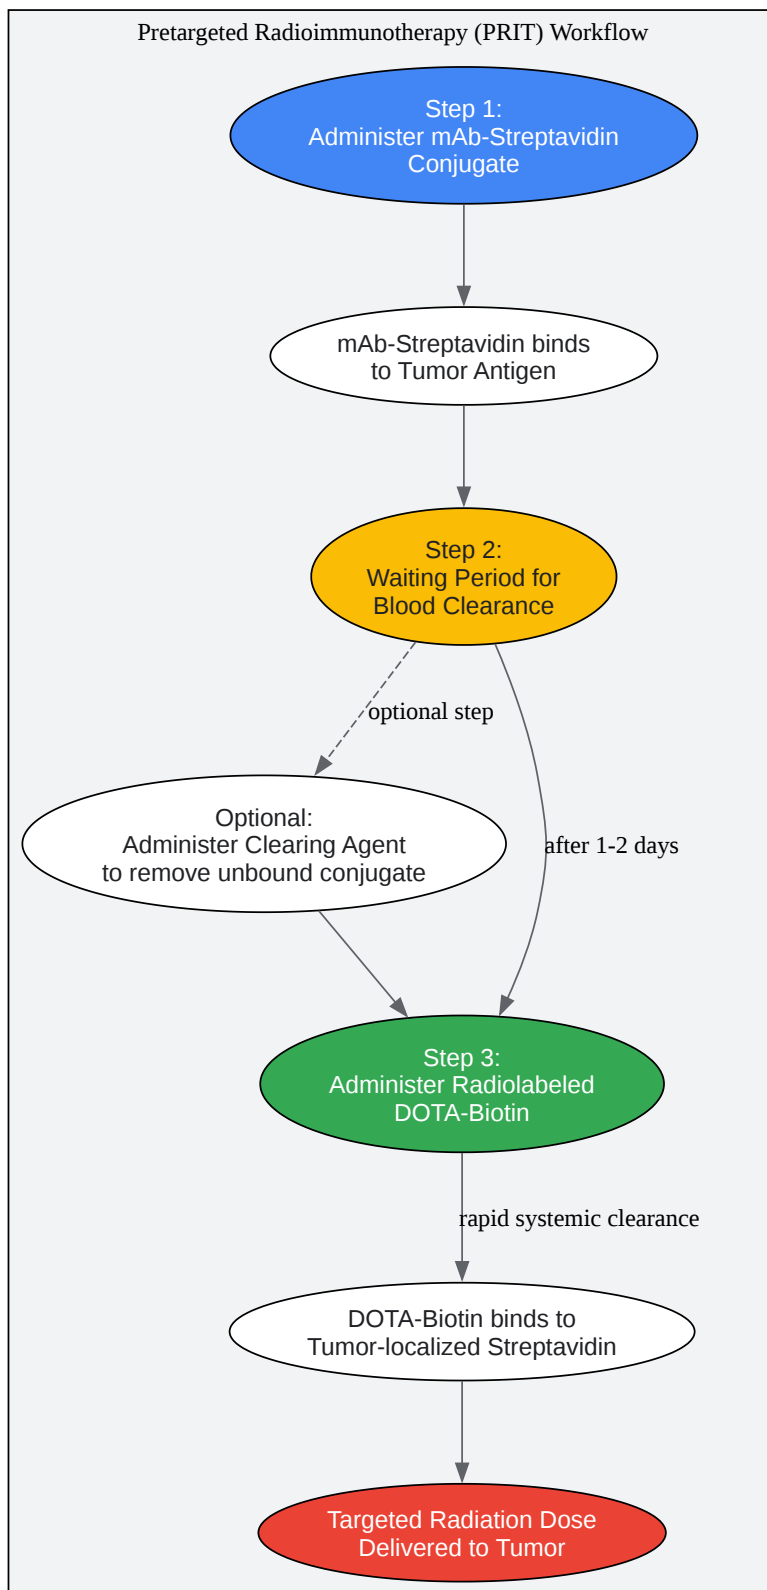 Pretargeted Radioimmunotherapy (PRIT) Workflow
Step 1:
Administer mAb-Streptavidin
Conjugate
mAb-Streptavidin binds
to Tumor Antigen
Step 2:
Waiting Period for
Blood Clearance
optional step
Optional:
Administer Clearing Agent
to remove unbound conjugate
after 1-2 days
Step 3:
Administer Radiolabeled
DOTA-Biotin
rapid systemic clearance
DOTA-Biotin binds to
Tumor-localized Streptavidin
Targeted Radiation Dose
Delivered to Tumor